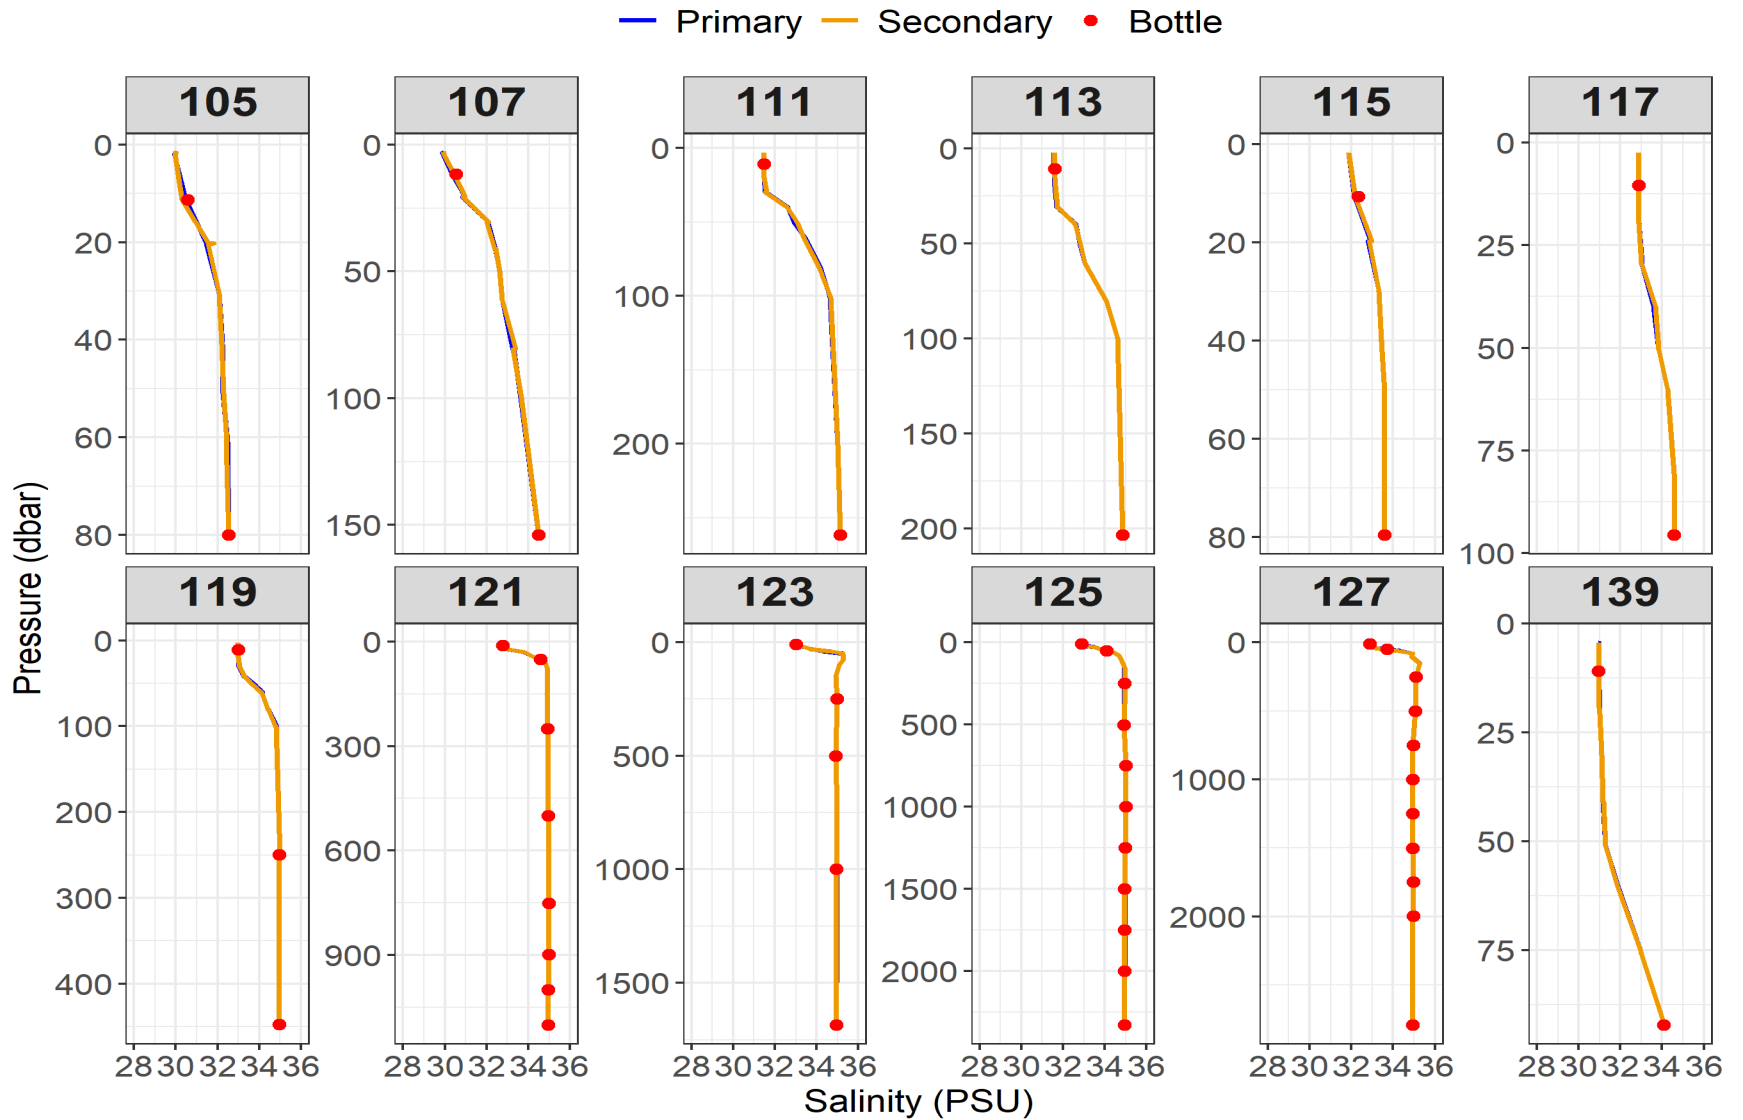 Primary Secondary Bottle
105 107 111 113 115 117
0 0 0 0 0 0
20 50 100 50 20 25
40 100 200 100 40 50
60 150 150 60 75
80 200 80 100
119 121 123 125 127 139
0 0 0 0 0 0
100 300 500 500 1000 25
200 600 1000 1000 2000 50
300 900 1500 1500 75
400 2000
28 30 32 34 36 28 30 32 34 36 28 30 32 34 36 28 30 32 34 36 28 30 32 34 36 28 30 32 34 36
Salinity (PSU)
Pressure (dbar)